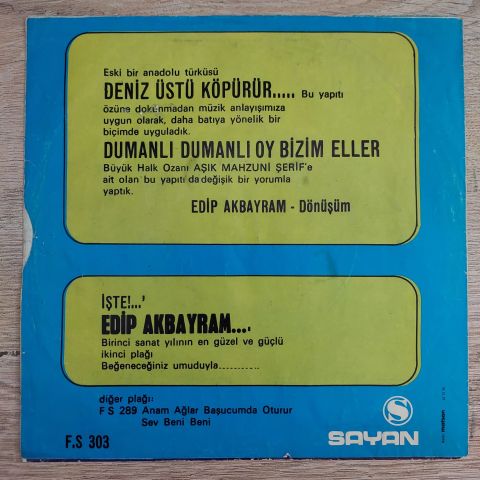 Eski bir anadolu türküsü
DENİZ ÜSTÜ KÖPÜRÜR..... Bu yapıtı
özüne dokunmadan müzik anlayışımıza
uygun olarak, daha batıya yönelik bir
biçimde uyguladık.
DUMANLI DUMANLI OY BİZİM ELLER
Büyük Halk Ozanı AŞIK MAHZUNİ ŞERİF'e
ait olan bu yapıtı da değişik bir yorumla
yaptık.
EDİP AKBAYRAM - Dönüşüm
İŞTE!...'
EDİP AKBAYRAM....
Birinci sanat yılının en güzel ve güçlü
ikinci plağı
Beğeneceğiniz umuduyla...........
diğer plağı:
F S 289 Anam Ağlar Başucumda Oturur
Sev Beni Beni
F.S 303
S
SAYAN